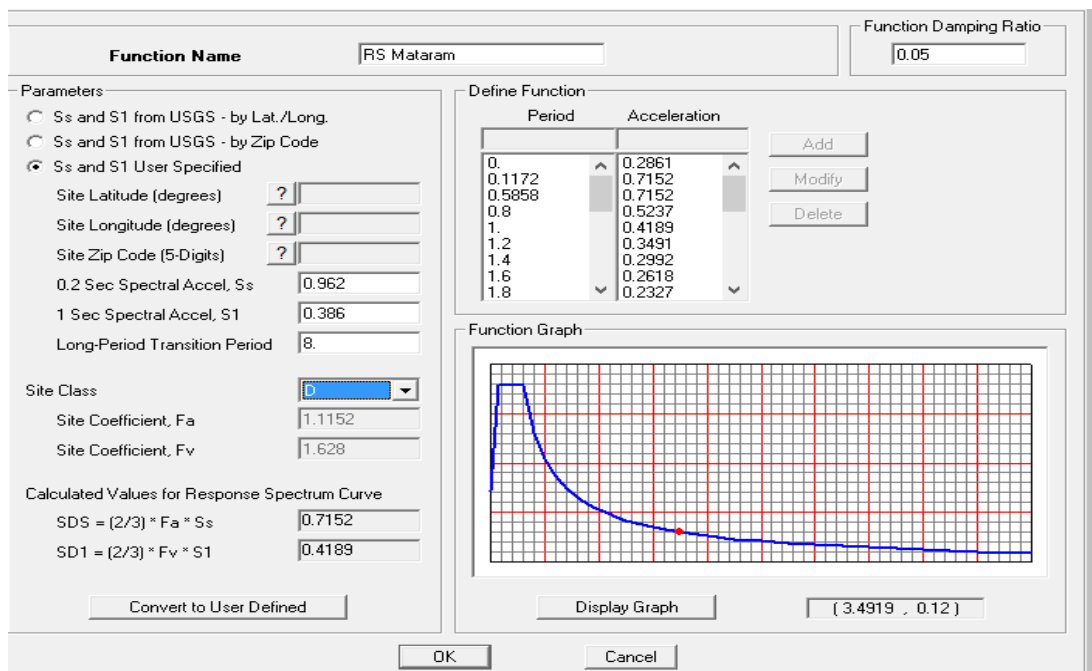 Function Name
RS Mataram
Function Damping Ratio
0.05
Parameters
Ss and S1 from USGS - by Lat./Long.
Ss and S1 from USGS - by Zip Code
Ss and S1 User Specified
Site Latitude (degrees) ?
Site Longitude (degrees) ?
Site Zip Code (5-Digits) ?
0.2 Sec Spectral Accel, Ss 0.962
1 Sec Spectral Accel, S1 0.386
Long-Period Transition Period 8.
Site Class D
Site Coefficient, Fa 1.1152
Site Coefficient, Fv 1.628
Calculated Values for Response Spectrum Curve
SDS = (2/3) * Fa * Ss 0.7152
SD1 = (2/3) * Fv * S1 0.4189
Convert to User Defined
Define Function
Period Acceleration
0. 0.2861
0.1172 0.7152
0.5858 0.7152
0.8 0.5237
1. 0.4189
1.2 0.3491
1.4 0.2992
1.6 0.2618
1.8 0.2327
Add
Modify
Delete
Function Graph
Display Graph
( 3.4919 , 0.12 )
OK
Cancel